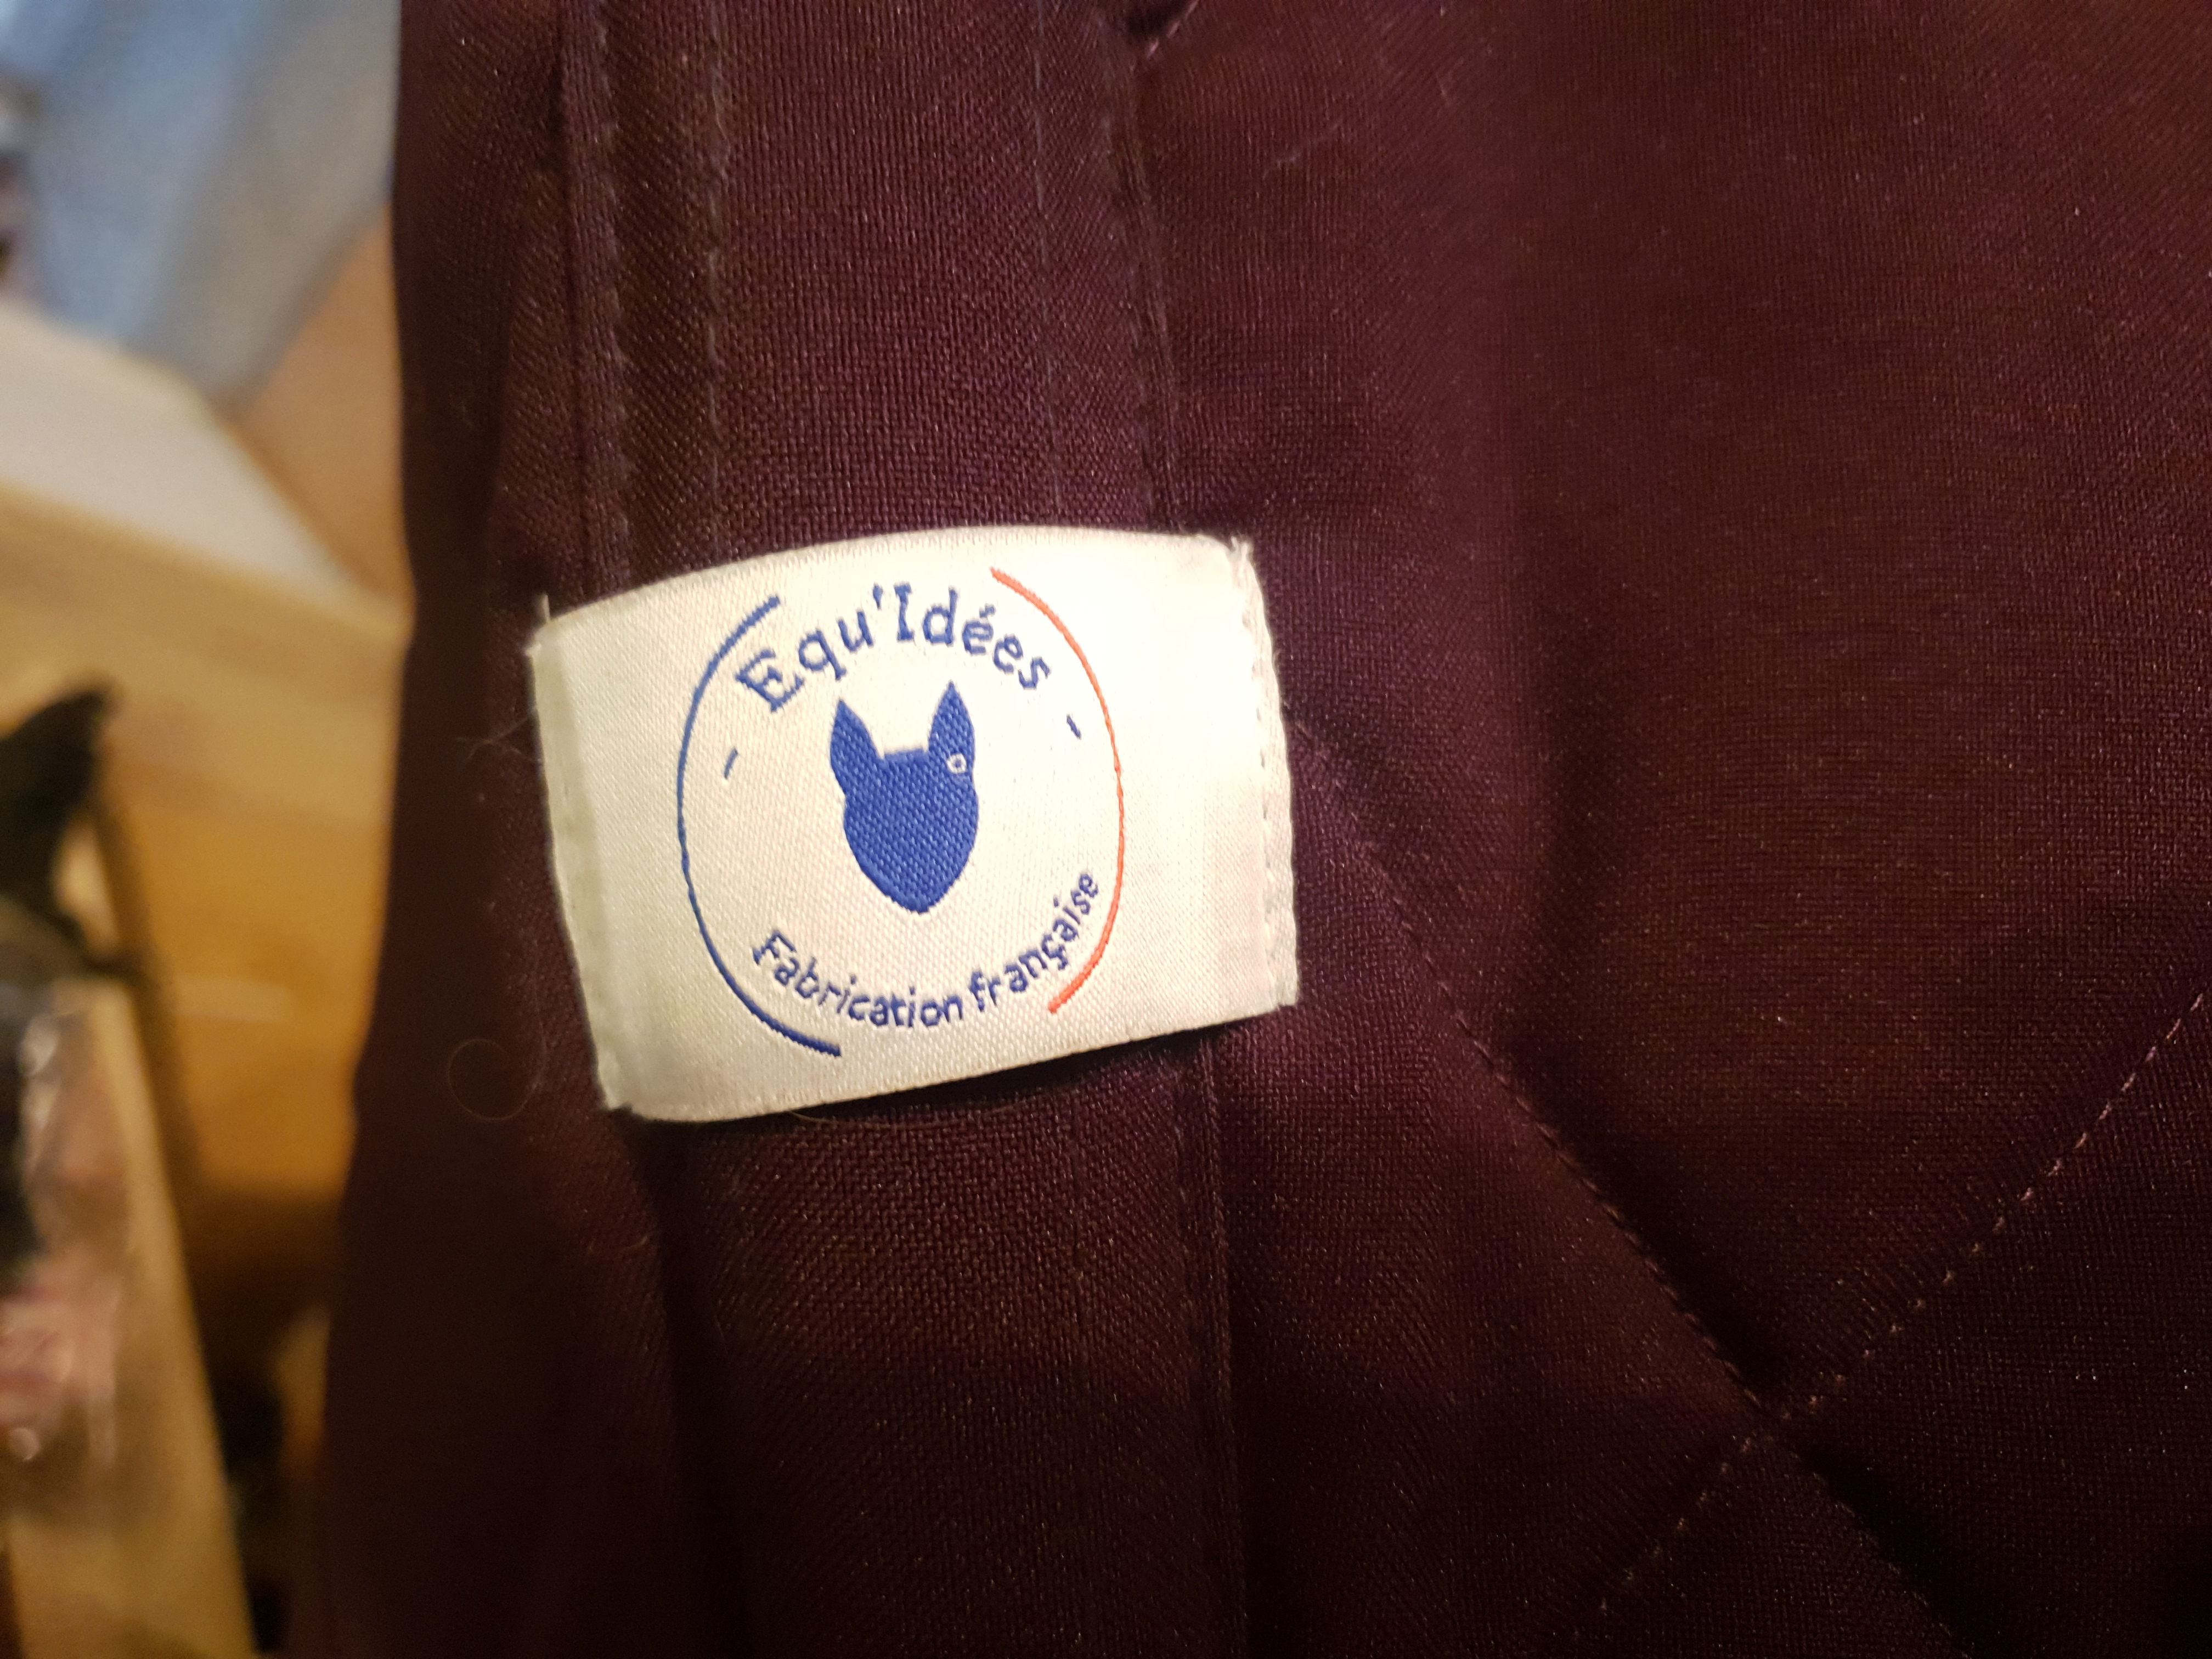 Equ'Idées
Fabrication française